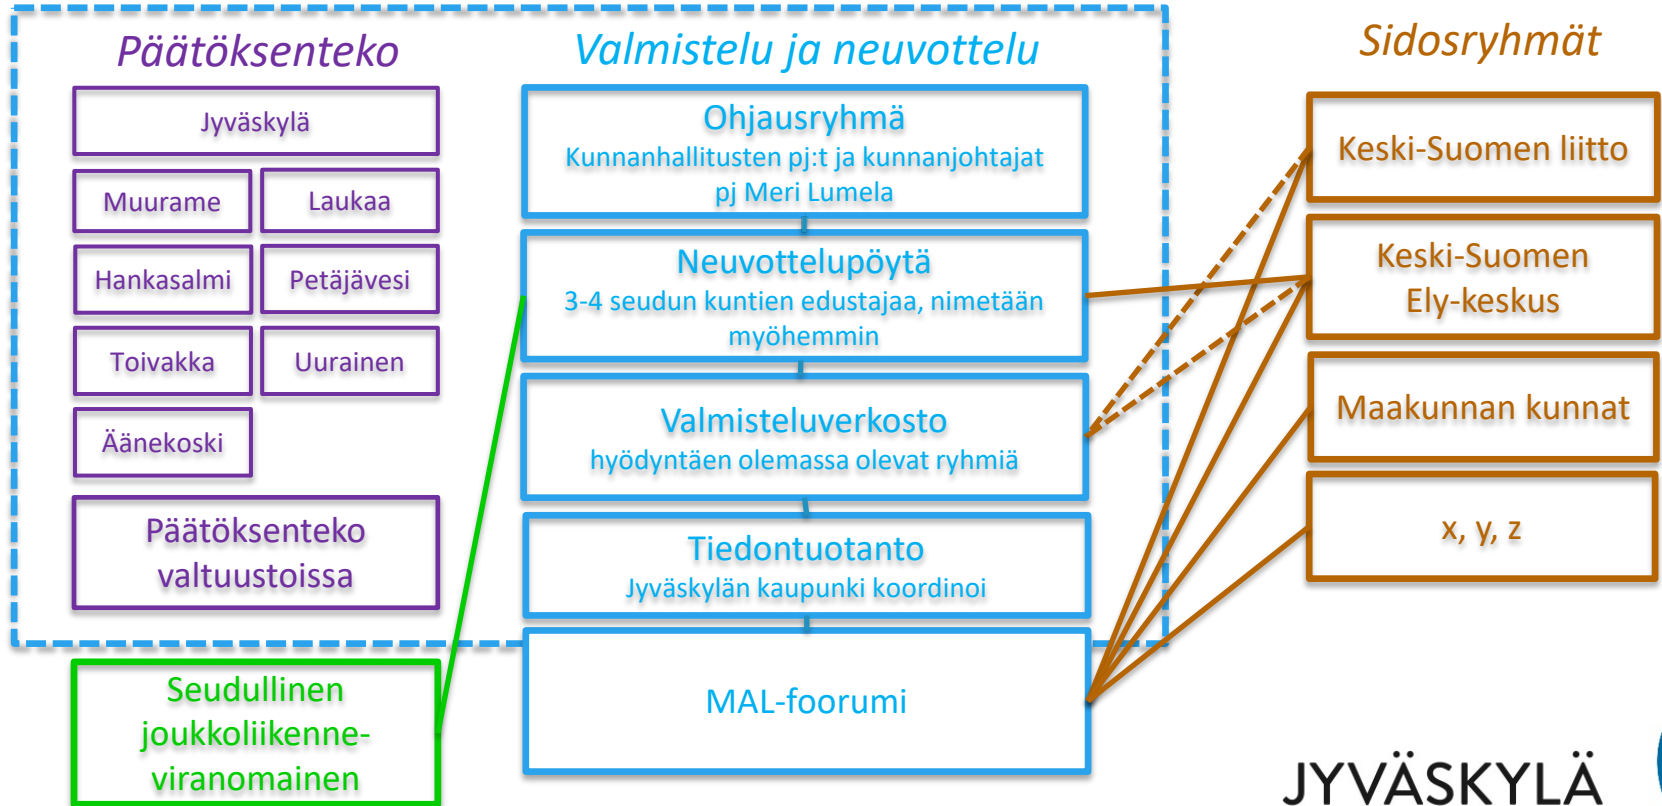 Päätöksenteko
Jyväskylä
Muurame
Laukaa
Hankasalmi
Petäjävesi
Toivakka
Uurainen
Äänekoski
Päätöksenteko
valtuustoissa
Seudullinen
joukkoliikenne-
viranomainen
Valmistelu ja neuvottelu
Ohjausryhmä
Kunnanhallitusten pj:t ja kunnanjohtajat
pj Meri Lumela
Neuvottelupöytä
3-4 seudun kuntien edustajaa, nimetään
myöhemmin
Valmisteluverkosto
hyödyntäen olemassa olevat ryhmiä
Tiedontuotanto
Jyväskylän kaupunki koordinoi
MAL-foorumi
Sidosryhmät
Keski-Suomen liitto
Keski-Suomen
Ely-keskus
Maakunnan kunnat
x, y, z
JYVÄSKYLÄ